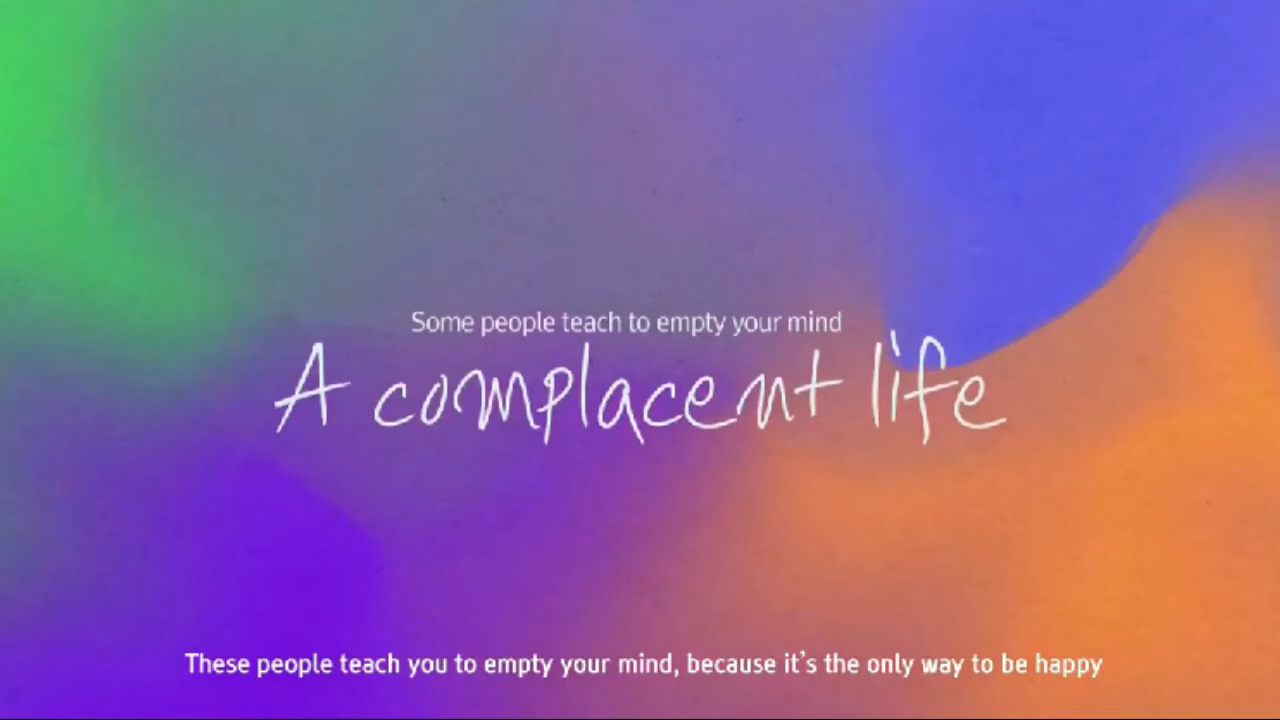 Some people teach to empty your mind
A complacent life
These people teach you to empty your mind, because it's the only way to be happy